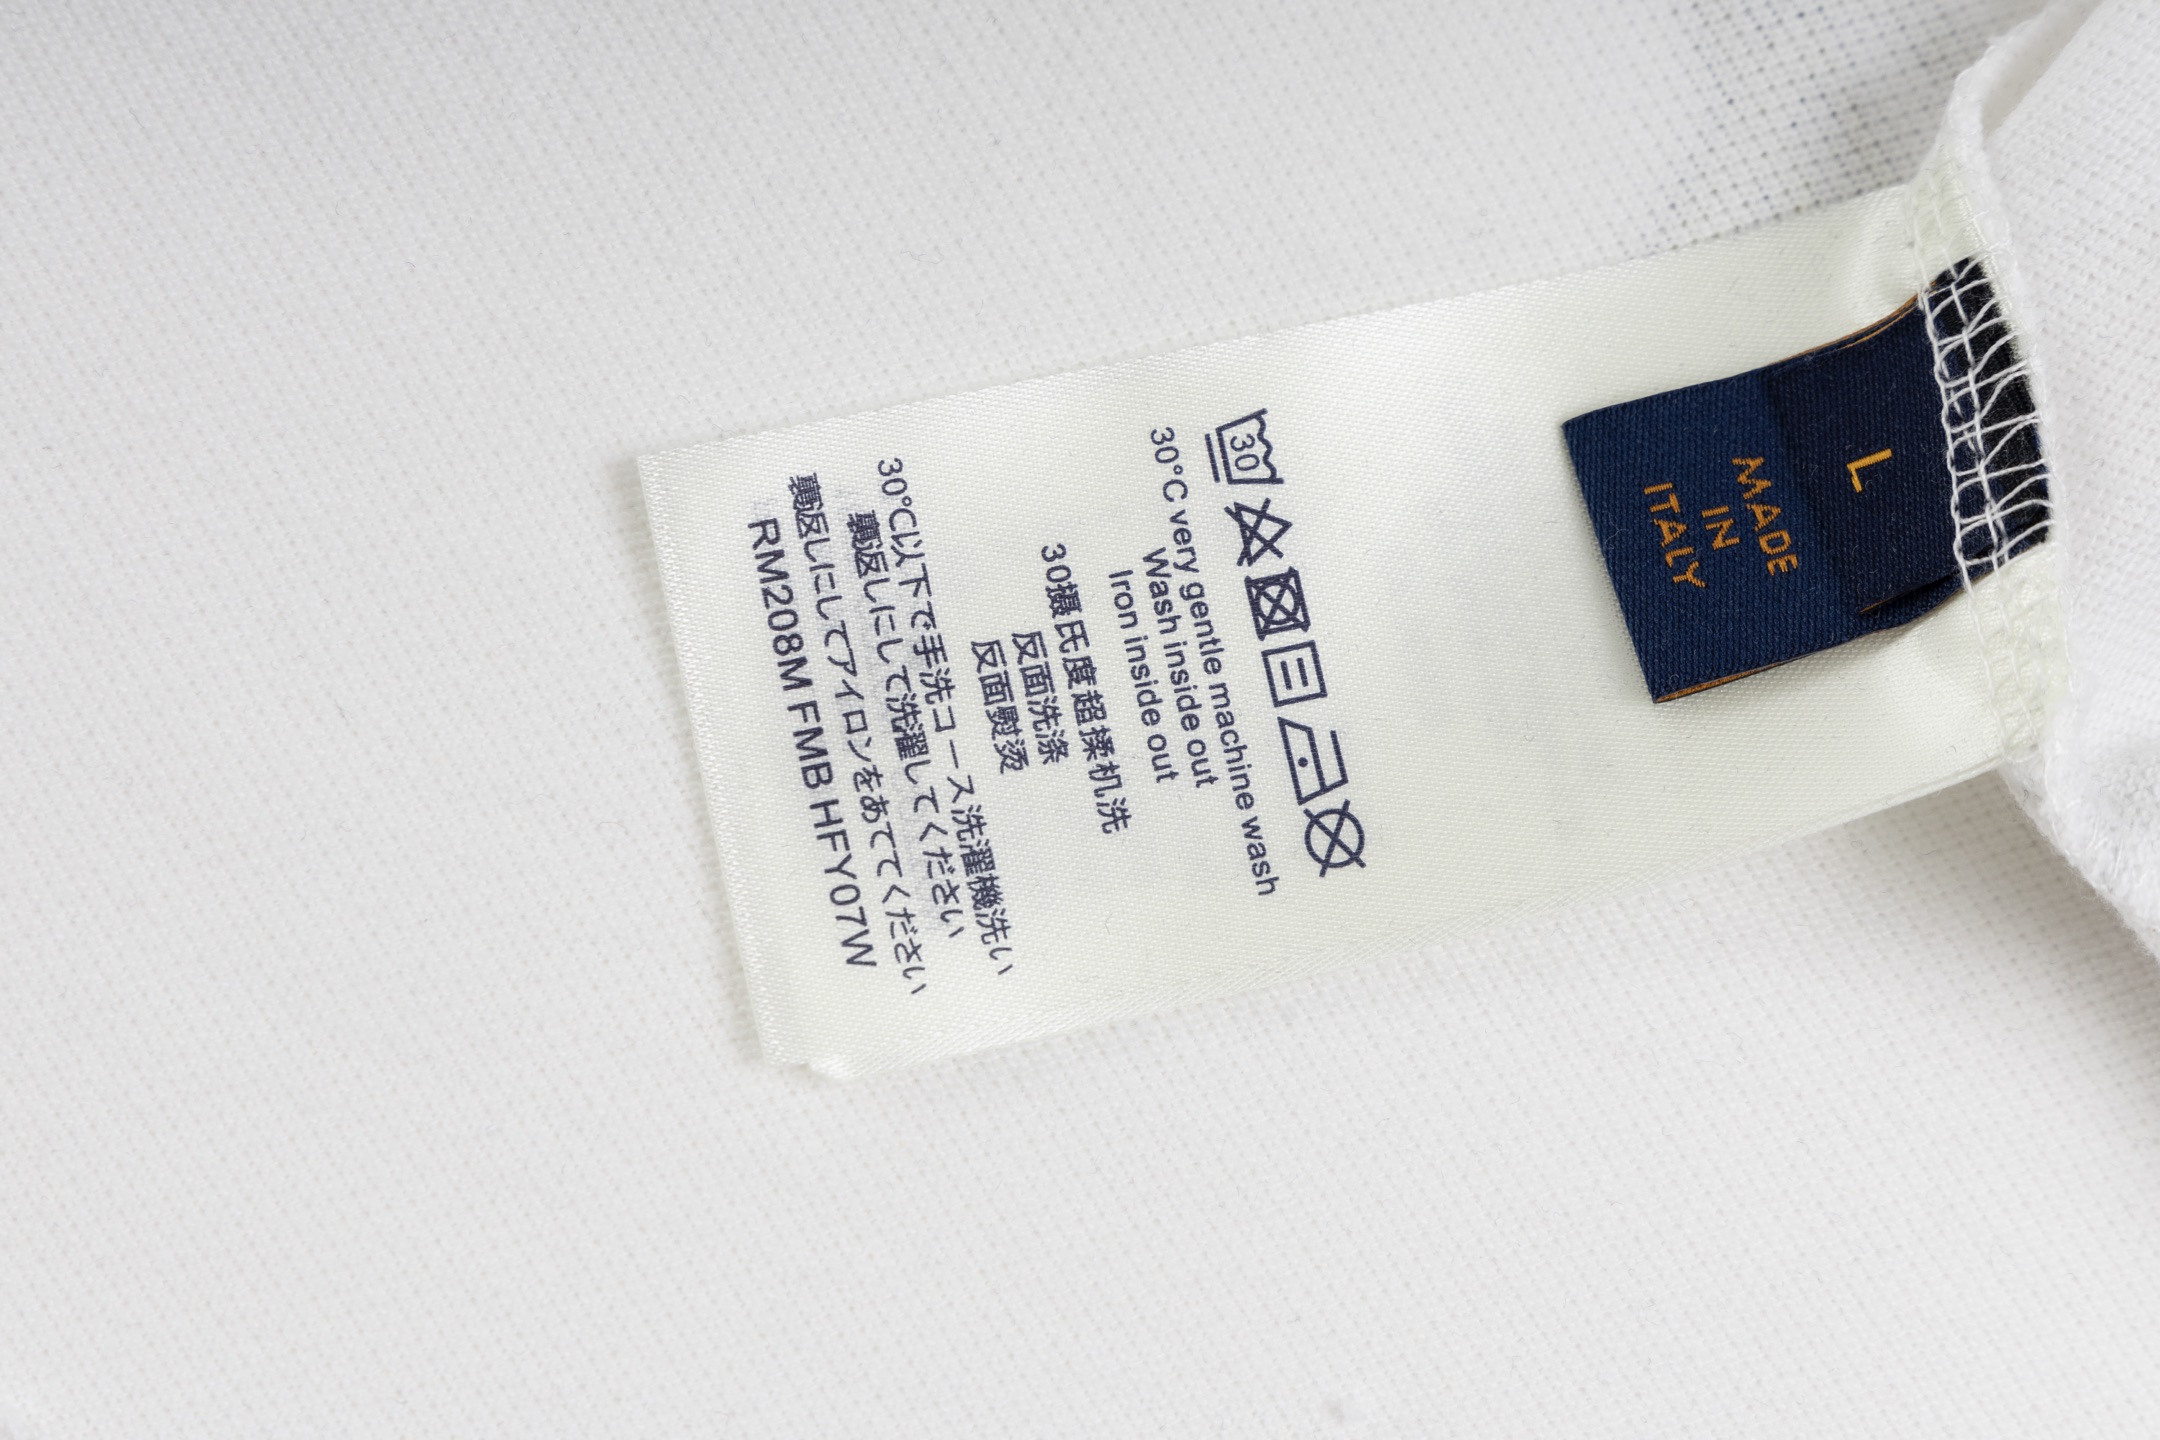 L
MADE
IN
ITALY
30
30°C very gentle machine wash
Wash inside out
Iron inside out
30摄氏度超揉机洗
反面洗涤
反面熨烫
30℃以下で手洗コース洗濯機洗い
裏返しにして洗濯してください
裏返しにしてアイロンをあててください
RM208M FMB HFY07W